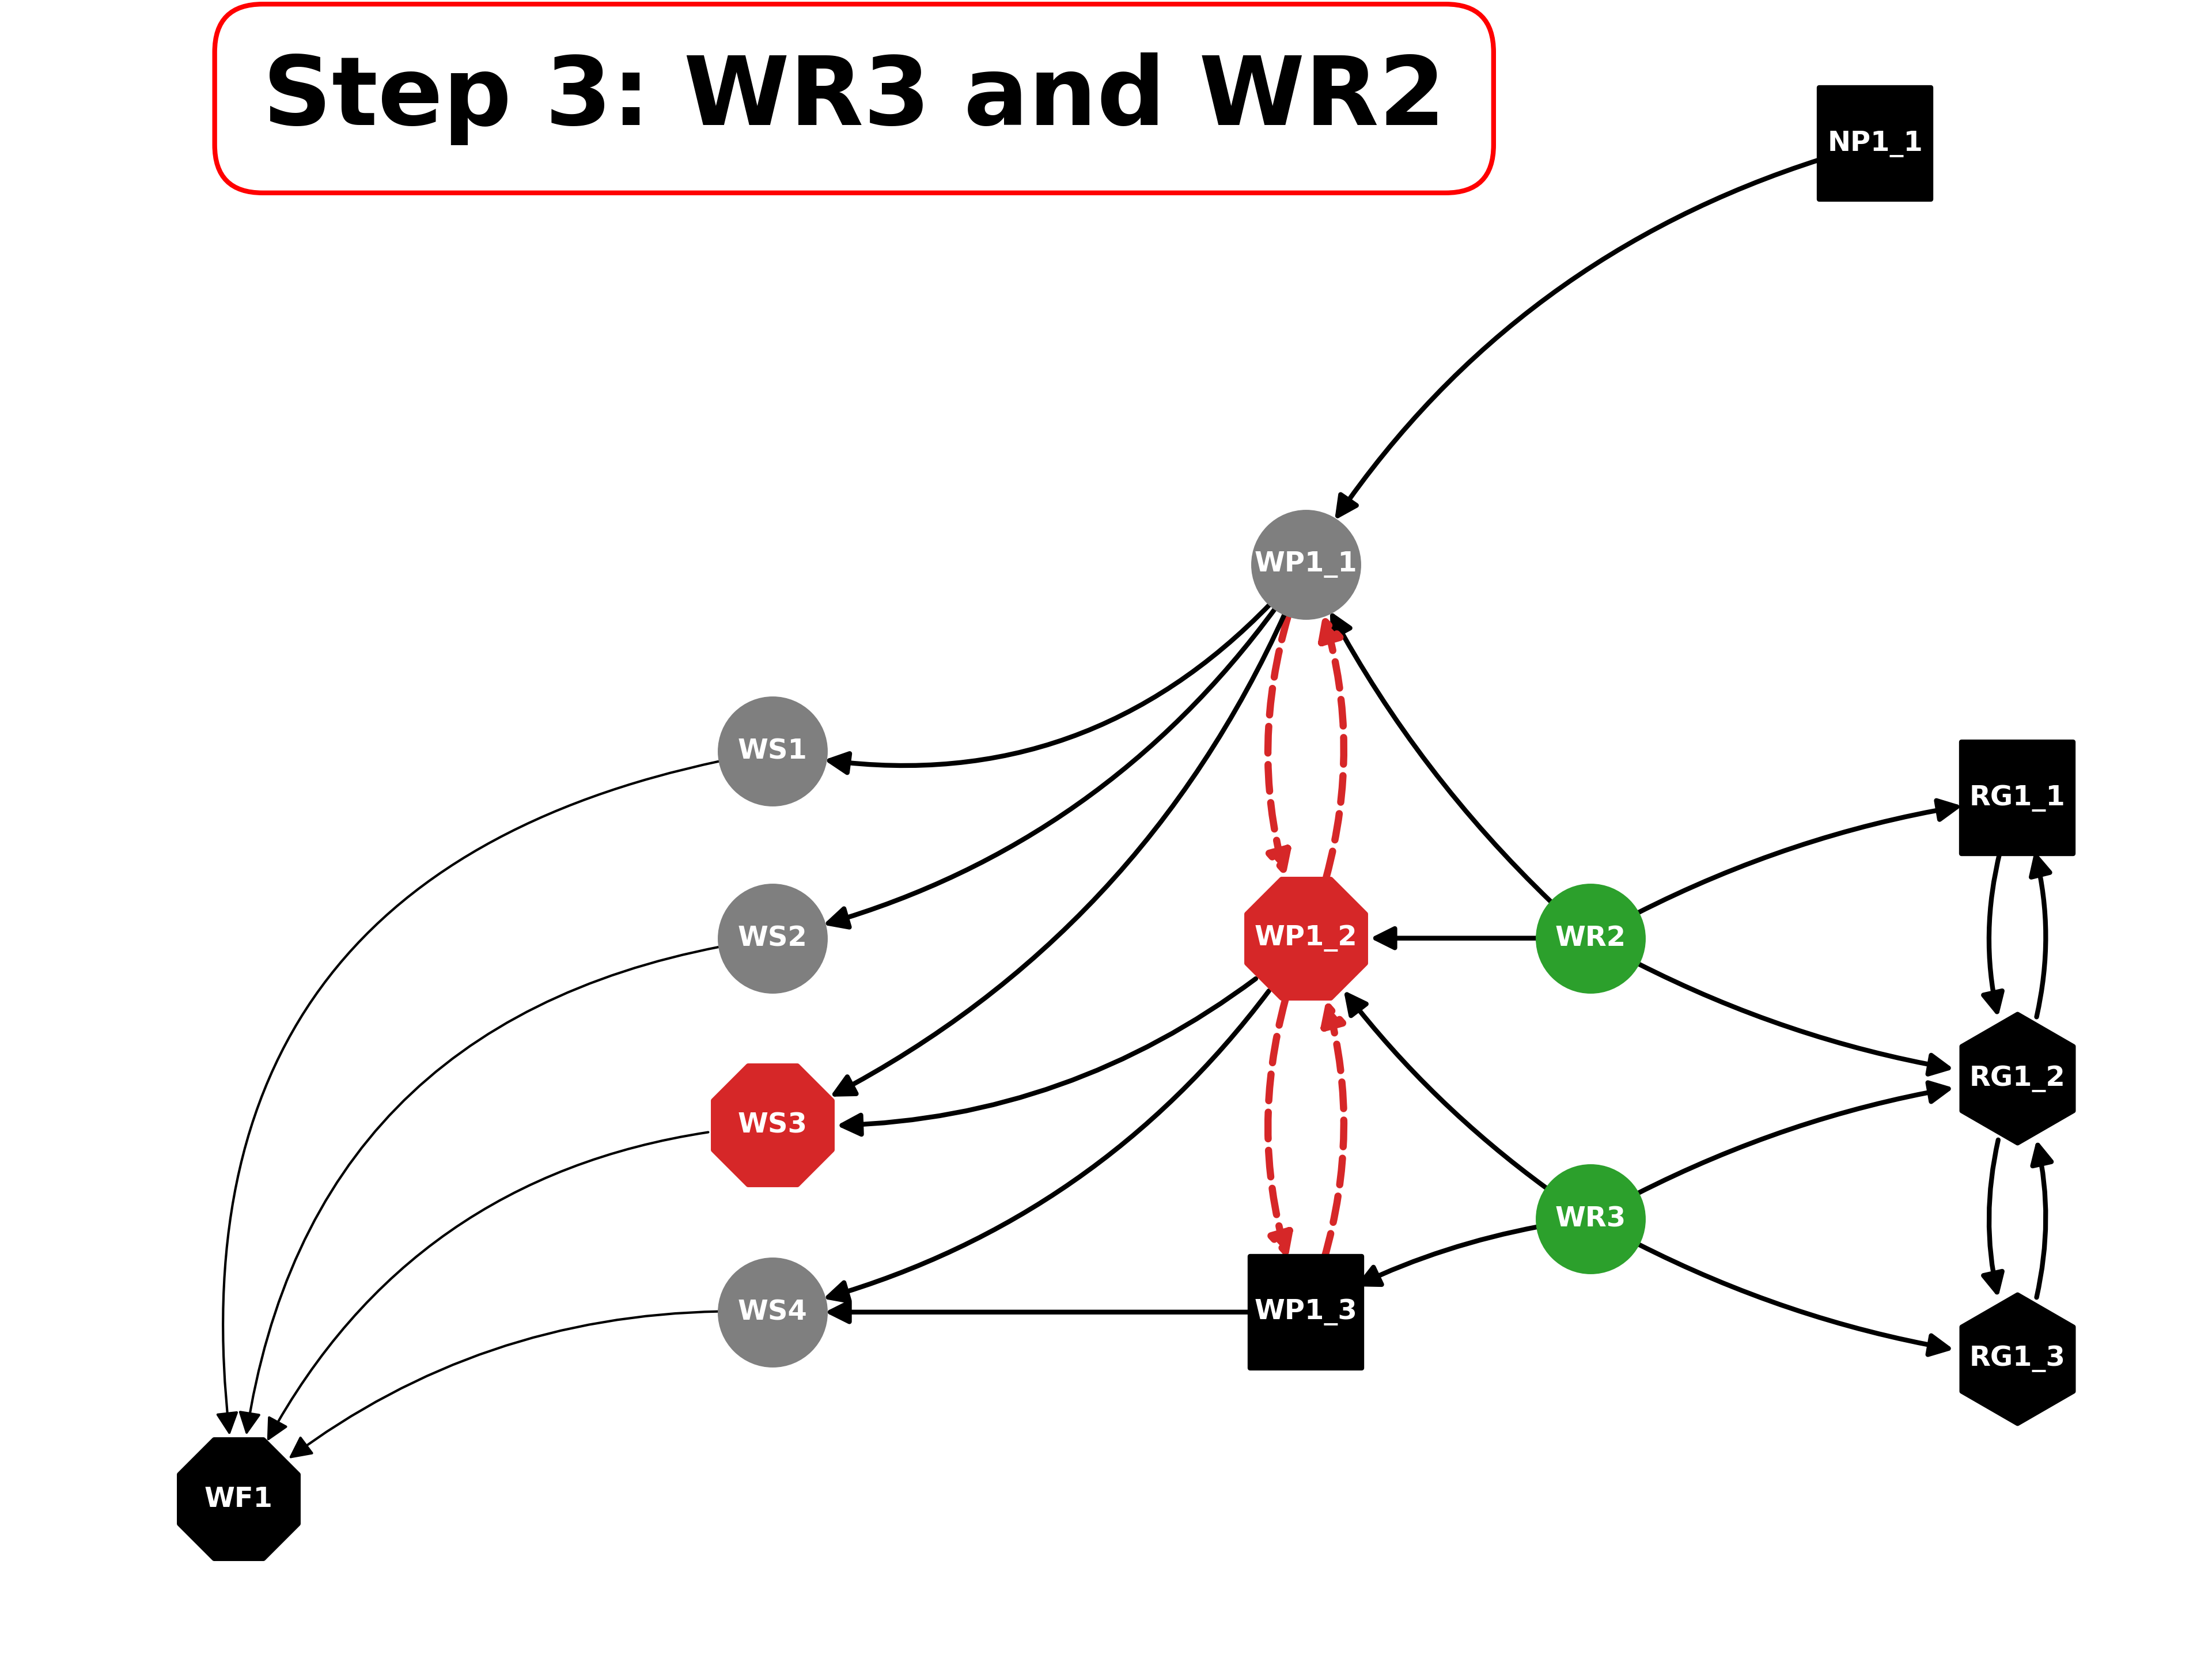 Step 3: WR3 and WR2
NP1_1
WP1_1
WS1
RG1_1
WS2
WP1_2
WR2
RG1_2
WS3
WR3
WS4
WP1_3
RG1_3
WF1